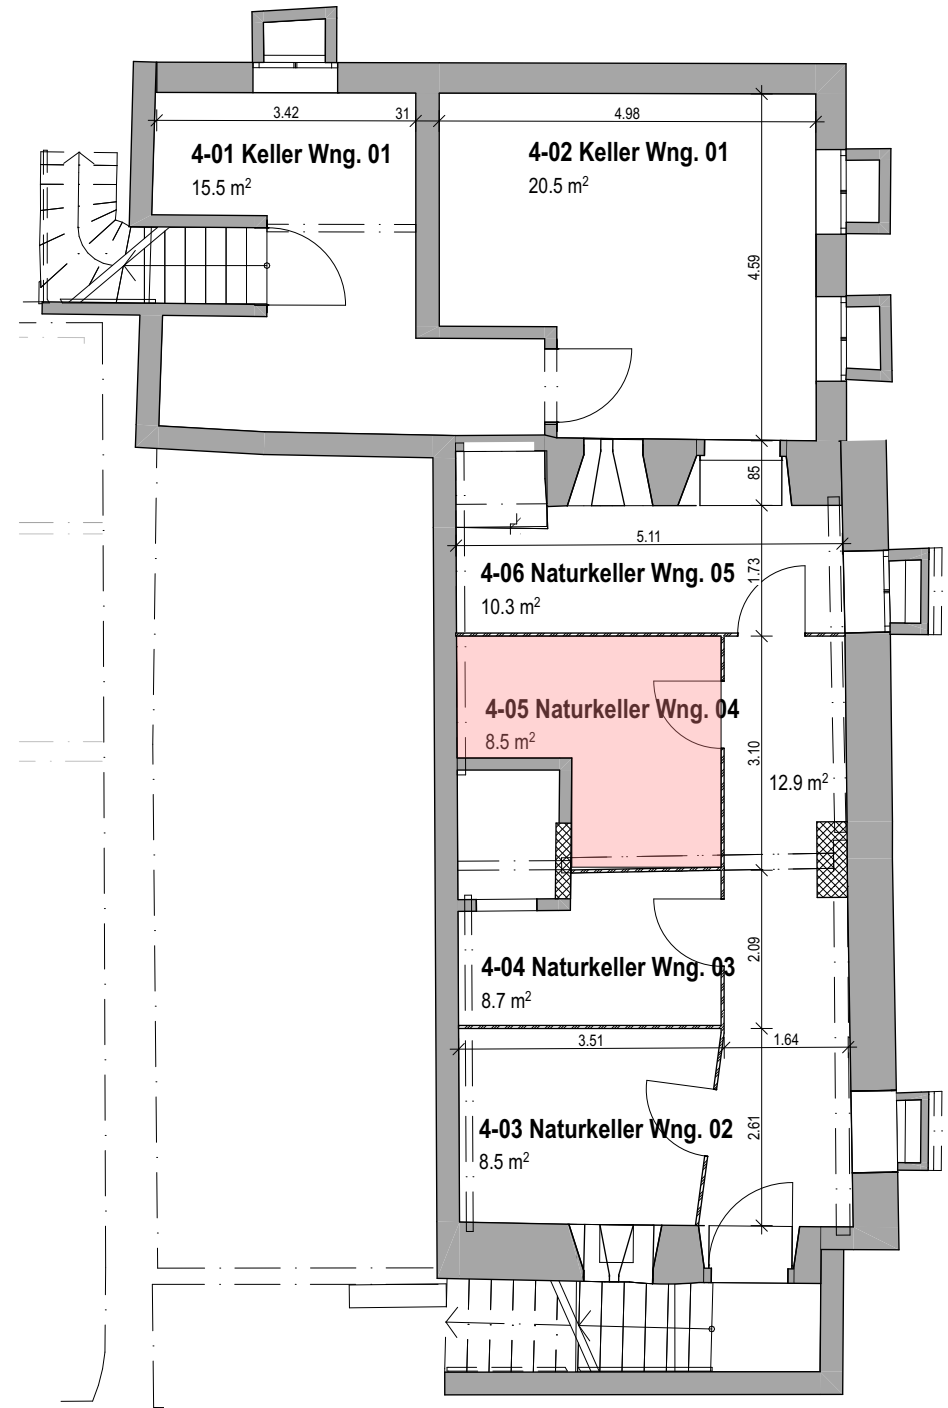 3.42
31
4.98
4-01 Keller Wng. 01
15.5 m²
4-02 Keller Wng. 01
20.5 m²
4.59
85
5.11
4-06 Naturkeller Wng. 05
10.3 m²
1.73
4-05 Naturkeller Wng. 04
8.5 m²
3.10
12.9 m²
4-04 Naturkeller Wng. 03
8.7 m²
2.09
3.51
1.64
4-03 Naturkeller Wng. 02
8.5 m²
2.61